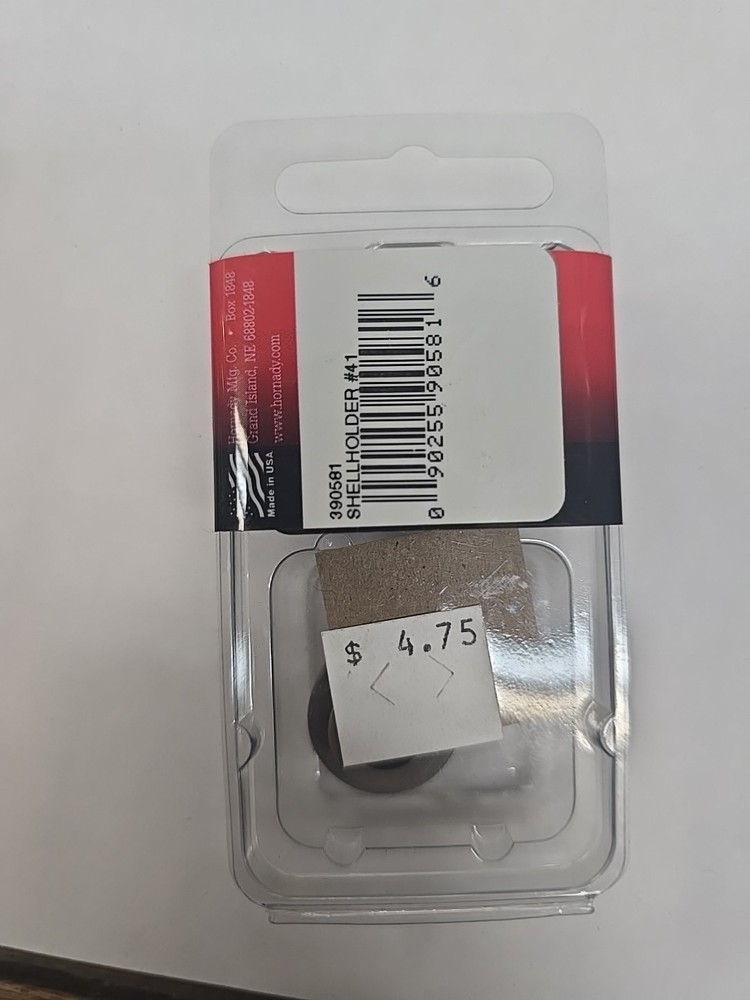 Hornady Mfg. Co. • Box 1848
Grand Island, NE 68802-1848
www.hornady.com
Made in USA
390581
SHELLHOLDER #41
0 90255 90581 6
$ 4.75